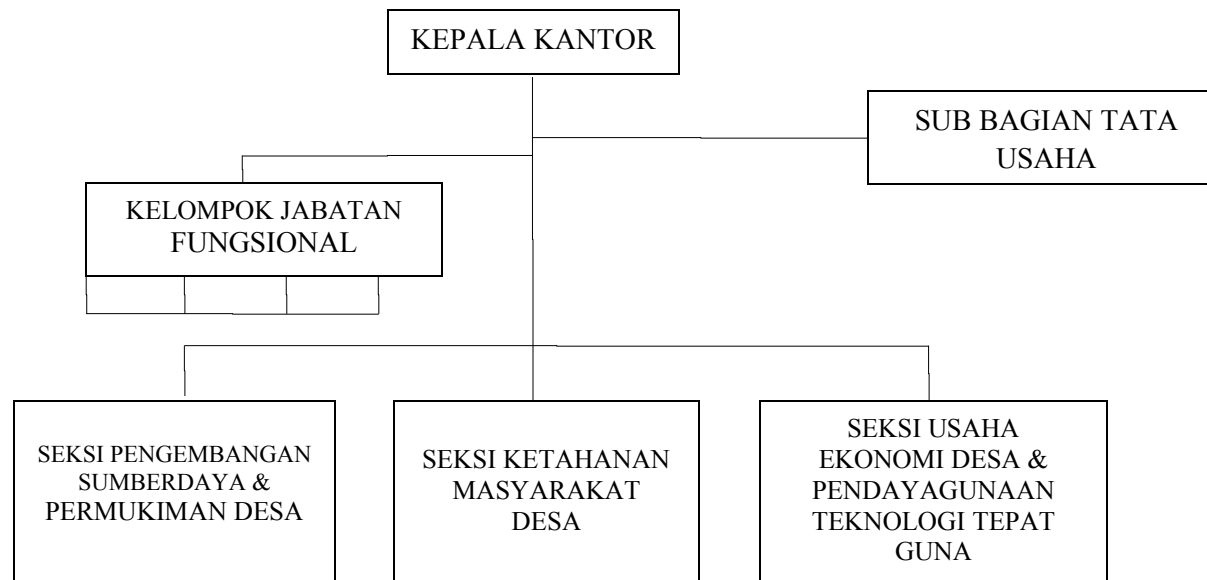 KEPALA KANTOR
SUB BAGIAN TATA
USAHA
KELOMPOK JABATAN
FUNGSIONAL
SEKSI PENGEMBANGAN
SUMBERDAYA &
PERMUKIMAN DESA
SEKSI KETAHANAN
MASYARAKAT
DESA
SEKSI USAHA
EKONOMI DESA &
PENDAYAGUNAAN
TEKNOLOGI TEPAT
GUNA